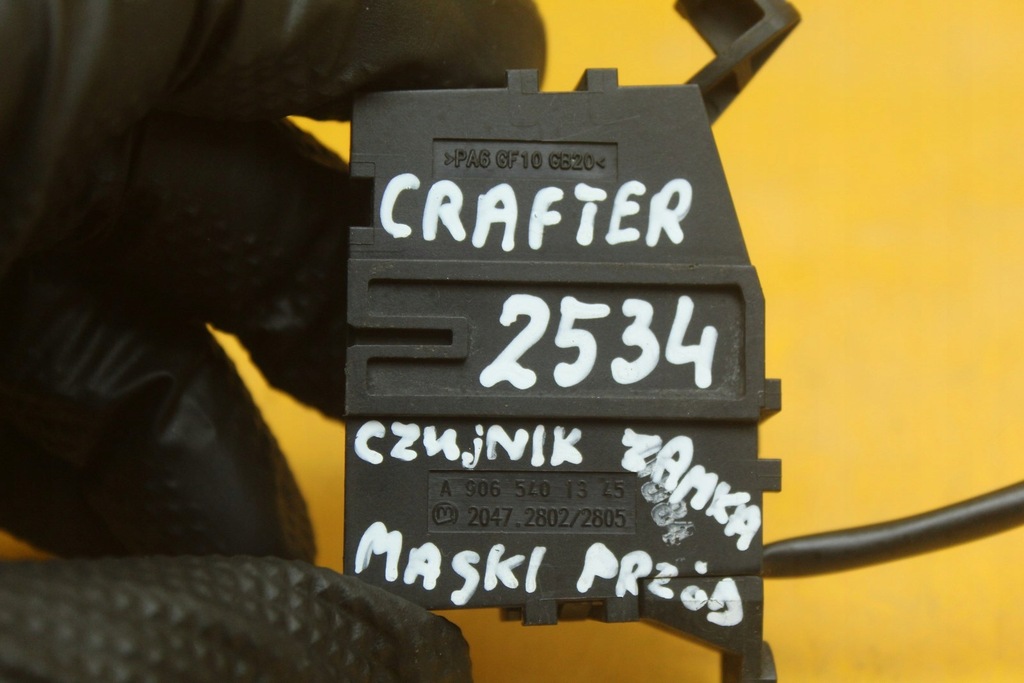 >PA6 GF10 GB20<
CRAFTER
2534
CZUJNIK ZAMKA
A 906 540 13 45
2047.2802/2805
MASKI PRZÓD